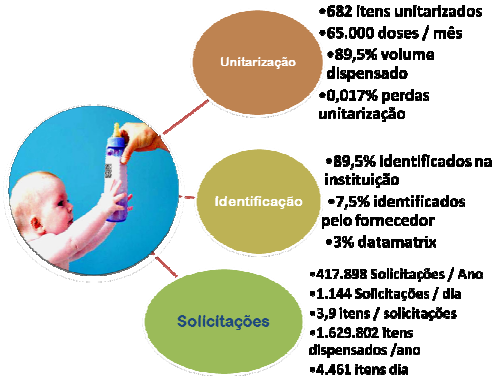 Unitarização
•682 itens unitarizados
•65.000 doses / mês
•89,5% volume
dispensado
•0,017% perdas
unitarização
Identificação
•89,5% identificados na
instituição
•7,5% identificados
pelo fornecedor
•3% datamatrix
Solicitações
•417.898 Solicitações / Ano
•1.144 Solicitações / dia
•3,9 itens / solicitações
•1.629.802 itens
dispensados /ano
•4.461 itens dia